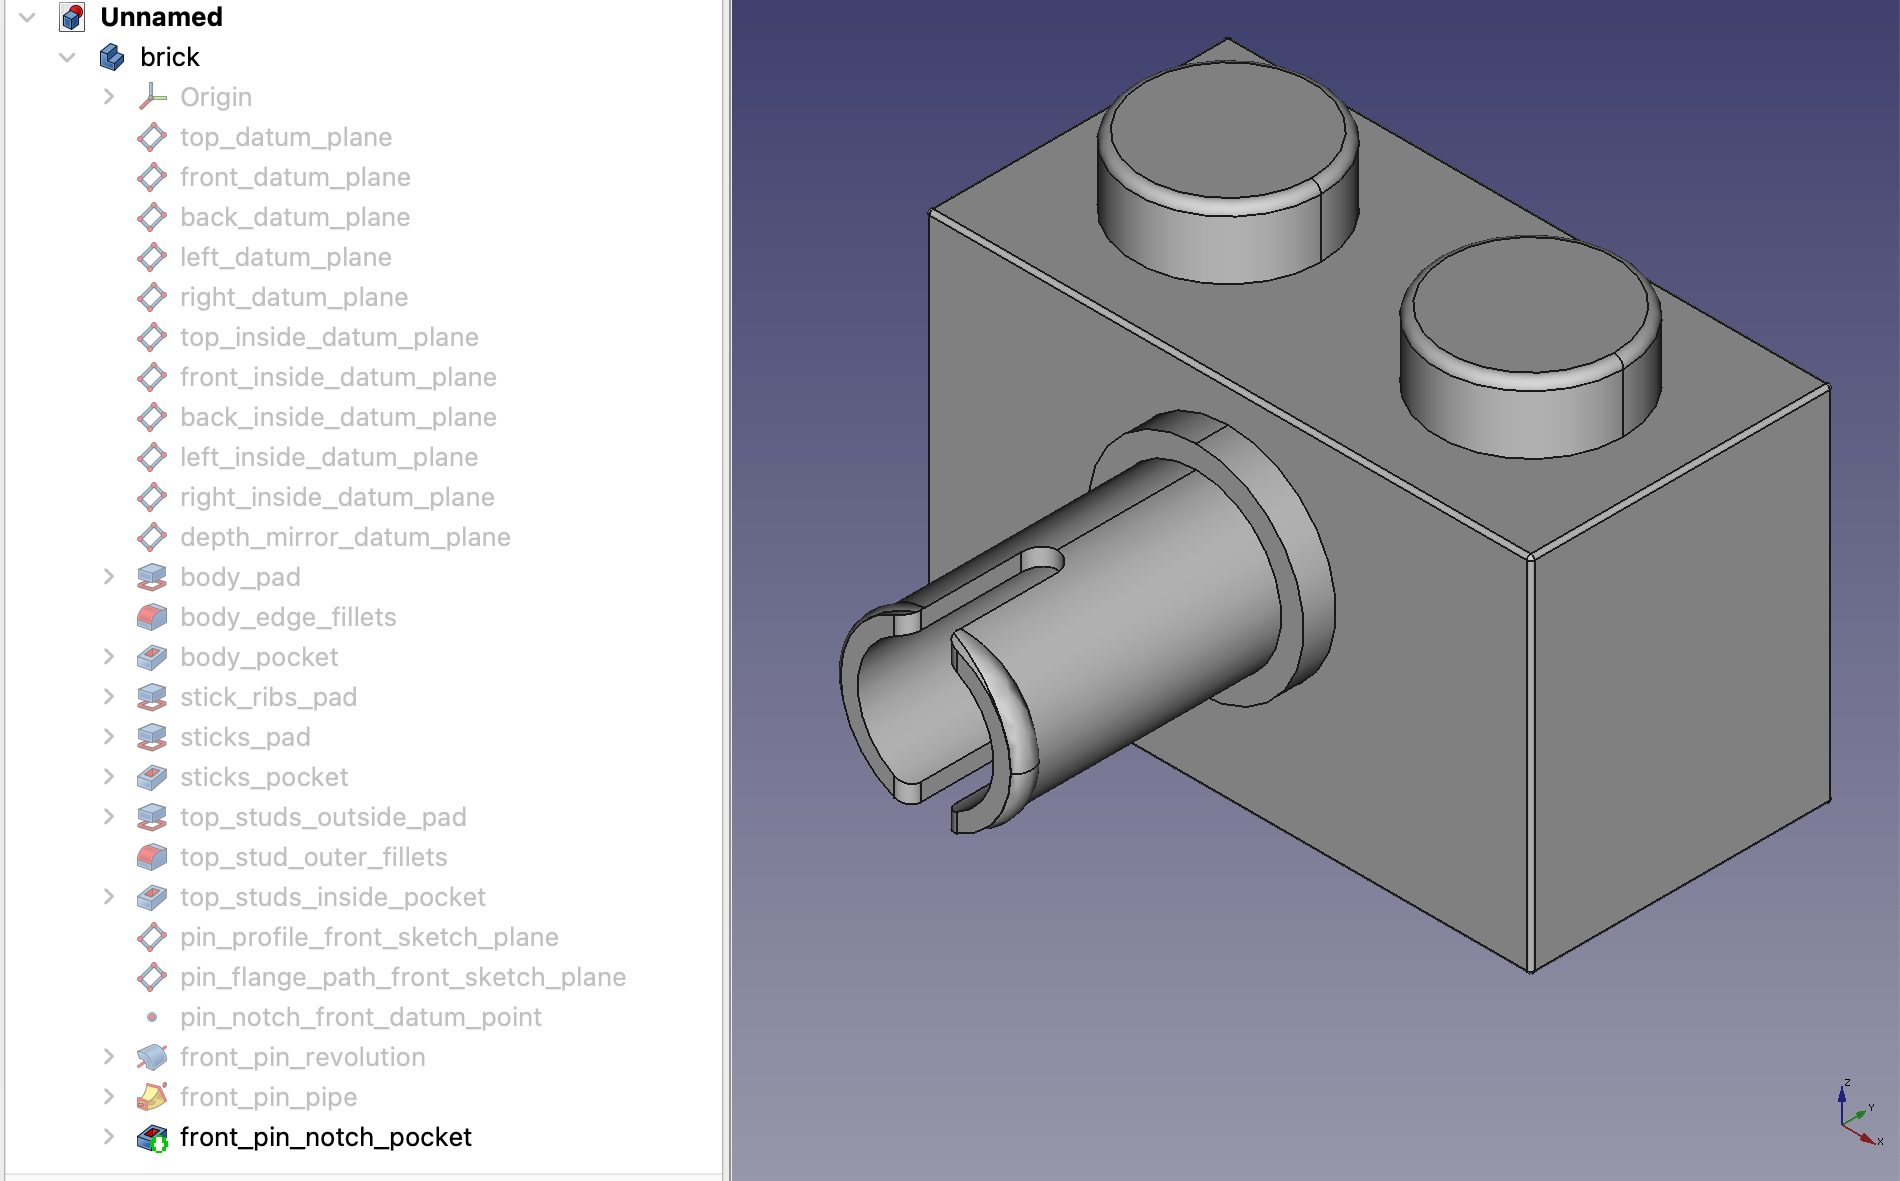 Unnamed
brick
Origin
top_datum_plane
front_datum_plane
back_datum_plane
left_datum_plane
right_datum_plane
top_inside_datum_plane
front_inside_datum_plane
back_inside_datum_plane
left_inside_datum_plane
right_inside_datum_plane
depth_mirror_datum_plane
body_pad
body_edge_fillets
body_pocket
stick_ribs_pad
sticks_pad
sticks_pocket
top_studs_outside_pad
top_stud_outer_fillets
top_studs_inside_pocket
pin_profile_front_sketch_plane
pin_flange_path_front_sketch_plane
pin_notch_front_datum_point
front_pin_revolution
front_pin_pipe
front_pin_notch_pocket
Z
Y
X